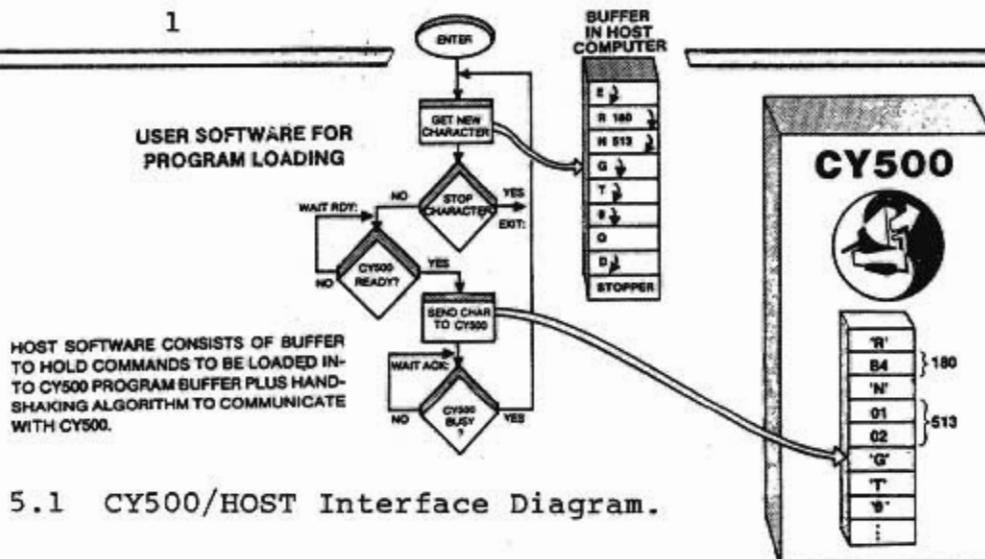 1
ENTER
GET NEW
CHARACTER
USER SOFTWARE FOR
PROGRAM LOADING
STOP
CHARACTER
NO
YES
EXIT:
WAIT RDY:
CY500
READY?
NO
YES
SEND CHAR
TO CY500
WAIT ACK:
CY500
BUSY
?
NO
YES
HOST SOFTWARE CONSISTS OF BUFFER
TO HOLD COMMANDS TO BE LOADED IN-
TO CY500 PROGRAM BUFFER PLUS HAND-
SHAKING ALGORITHM TO COMMUNICATE
WITH CY500.
BUFFER
IN HOST
COMPUTER
E
R 180
N 513
G
T
0
D
STOPPER
CY500
'R'
B4
180
'N'
01
02
513
'G'
'T'
5.1 CY500/HOST Interface Diagram.